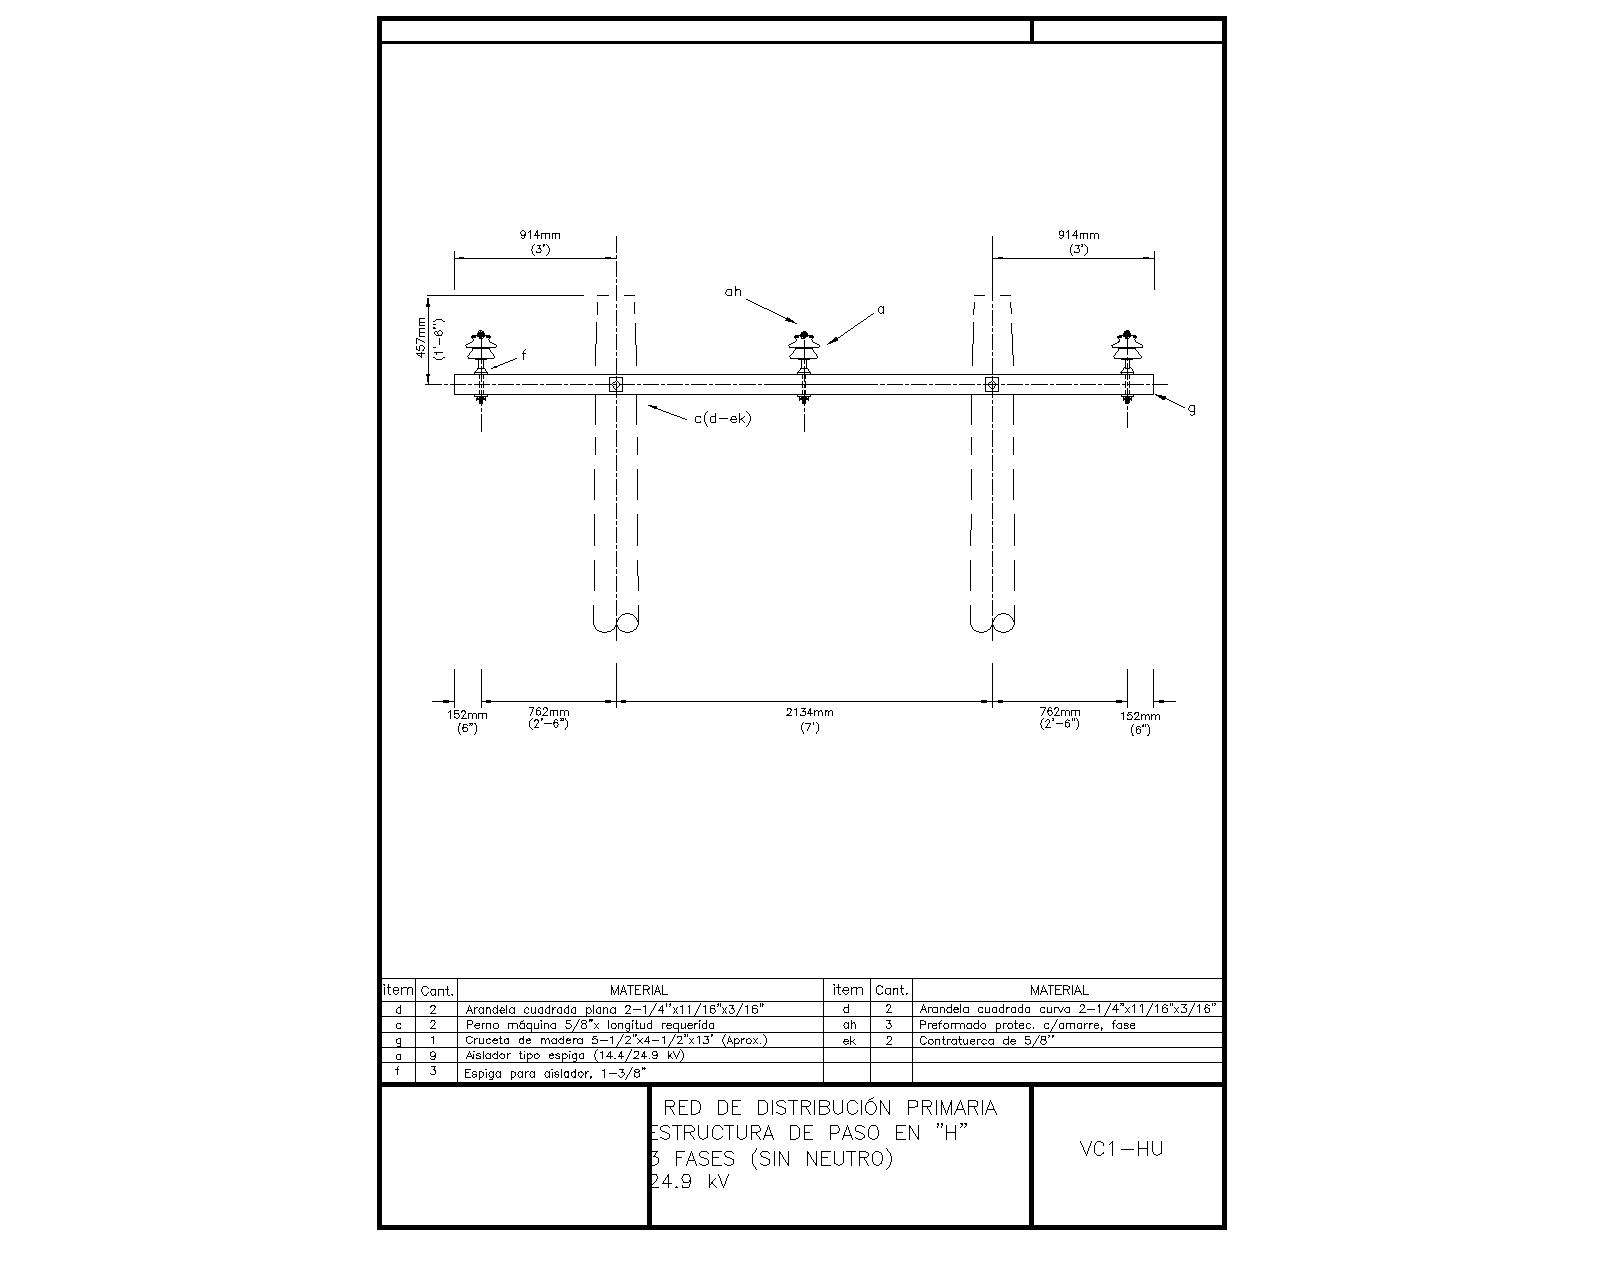 914mm
(3')
914mm
(3')
ah
a
457mm
(1'-6")
f
c(d-ek)
g
152mm
(6")
762mm
(2'-6")
2134mm
(7')
762mm
(2'-6")
152mm
(6")
item Cant. MATERIAL item Cant. MATERIAL
d 2 Arandela cuadrada plana 2-1/4"x11/16"x3/16" d 2 Arandela cuadrada curva 2-1/4"x11/16"x3/16"
c 2 Perno máquina 5/8"x longitud requerida ah 3 Preformado protec. c/amarre, fase
g 1 Cruceta de madera 5-1/2"x4-1/2"x13' (Aprox.) ek 2 Contratuerca de 5/8''
a 9 Aislador tipo espiga (14.4/24.9 kV)
f 3 Espiga para aislador, 1-3/8"
RED DE DISTRIBUCIÓN PRIMARIA
ESTRUCTURA DE PASO EN "H"
3 FASES (SIN NEUTRO)
24.9 kV
VC1-HU